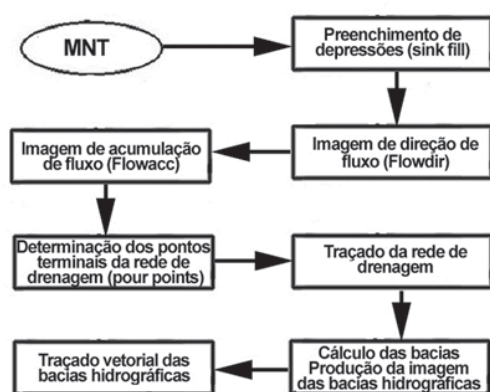 MNT
Preenchimento de
depressões (sink fill)
Imagem de direção de
fluxo (Flowdir)
Imagem de acumulação
de fluxo (Flowacc)
Determinação dos pontos
terminais da rede de
drenagem (pour points)
Traçado da rede de
drenagem
Cálculo das bacias
Produção da imagem
das bacias hidrográficas
Traçado vetorial das
bacias hidrográficas